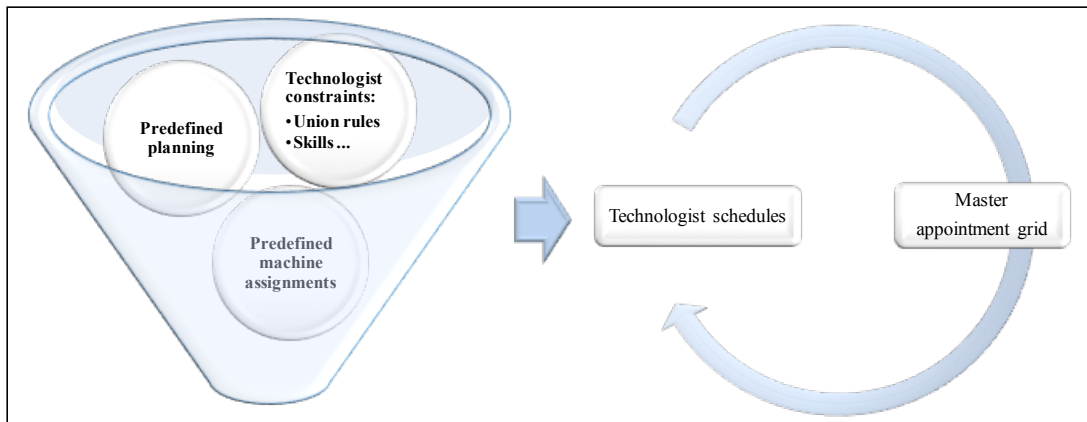 Predefined
planning
Technologist
constraints:
• Union rules
• Skills ...
Predefined
machine
assignments
Technologist schedules
Master
appointment grid